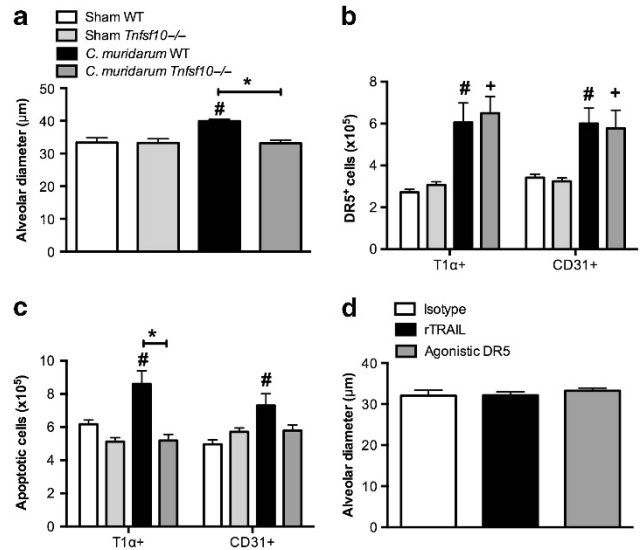 a
Sham WT
Sham Tnfsf10–/–
C. muridarum WT
C. muridarum Tnfsf10–/–
Alveolar diameter (μm)
50
40
30
20
10
0
#
*
b
DR5+ cells (x10⁵)
8
6
4
2
0
# +
# +
T1α+ CD31+
c
Apoptotic cells (x10⁵)
10
8
6
4
2
0
*
#
#
T1α+ CD31+
d
Isotype
rTRAIL
Agonistic DR5
Alveolar diameter (μm)
40
30
20
10
0